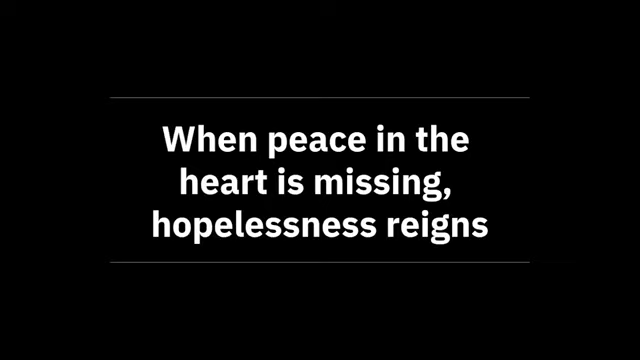 When peace in the
heart is missing,
hopelessness reigns